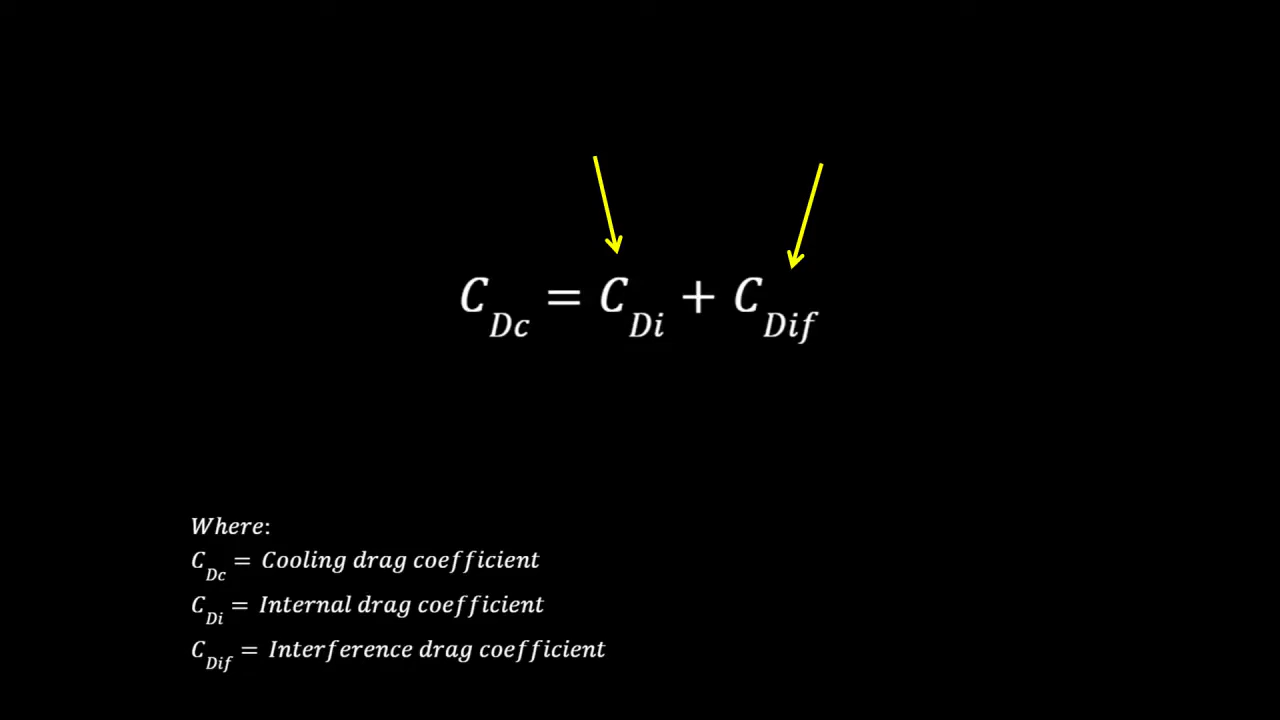 C_Dc = C_Di + C_Dif
Where:
C_Dc = Cooling drag coefficient
C_Di = Internal drag coefficient
C_Dif = Interference drag coefficient